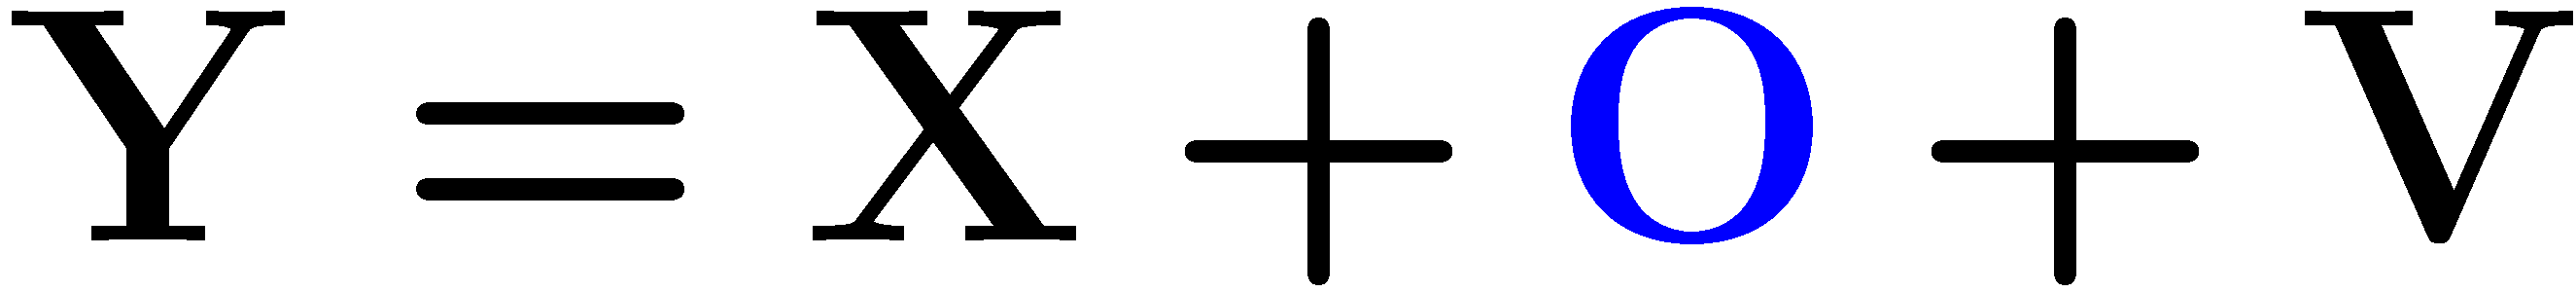 Y = X + O + V